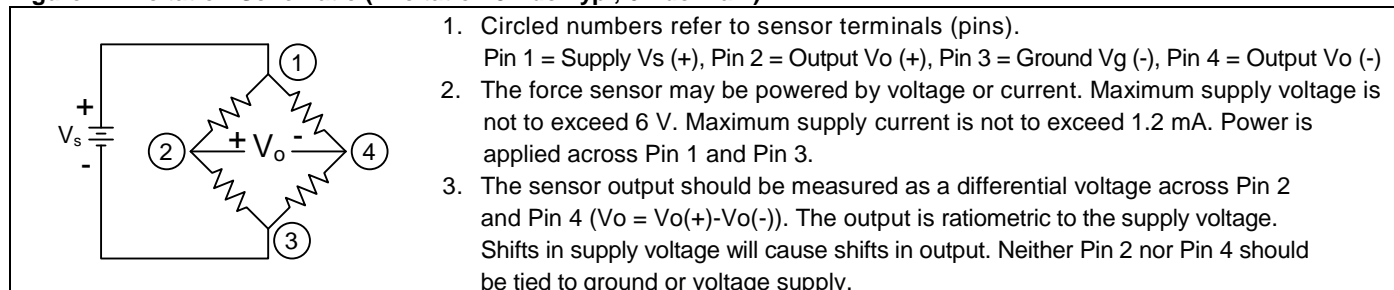 1. Circled numbers refer to sensor terminals (pins).
Pin 1 = Supply Vs (+), Pin 2 = Output Vo (+), Pin 3 = Ground Vg (-), Pin 4 = Output Vo (-)
2. The force sensor may be powered by voltage or current. Maximum supply voltage is
not to exceed 6 V. Maximum supply current is not to exceed 1.2 mA. Power is
applied across Pin 1 and Pin 3.
3. The sensor output should be measured as a differential voltage across Pin 2
and Pin 4 (Vo = Vo(+)-Vo(-)). The output is ratiometric to the supply voltage.
Shifts in supply voltage will cause shifts in output. Neither Pin 2 nor Pin 4 should
be tied to ground or voltage supply.
1
+
Vs
-
2
+ Vo -
4
3